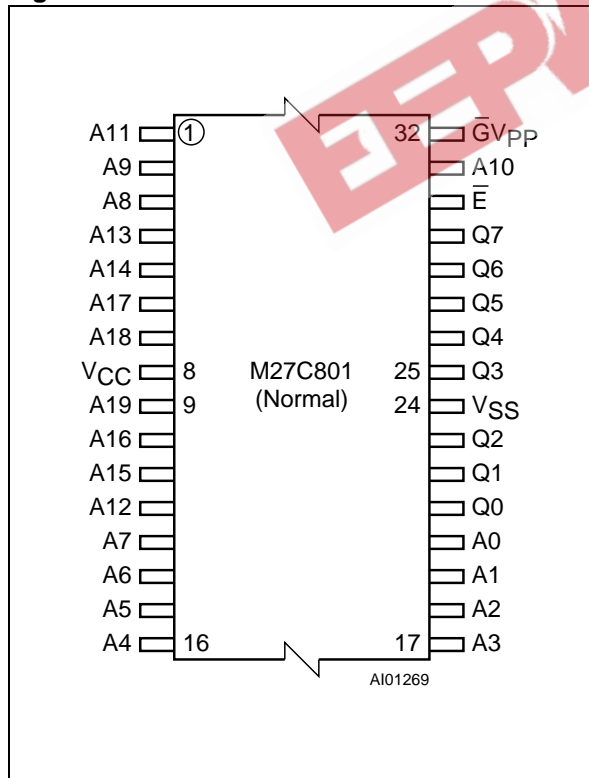 A11 1 32 G̅VPP
A9 A10
A8 E̅
A13 Q7
A14 Q6
A17 Q5
A18 Q4
VCC 8 M27C801 25 Q3
A19 9 (Normal) 24 VSS
A16 Q2
A15 Q1
A12 Q0
A7 A0
A6 A1
A5 A2
A4 16 17 A3
AI01269